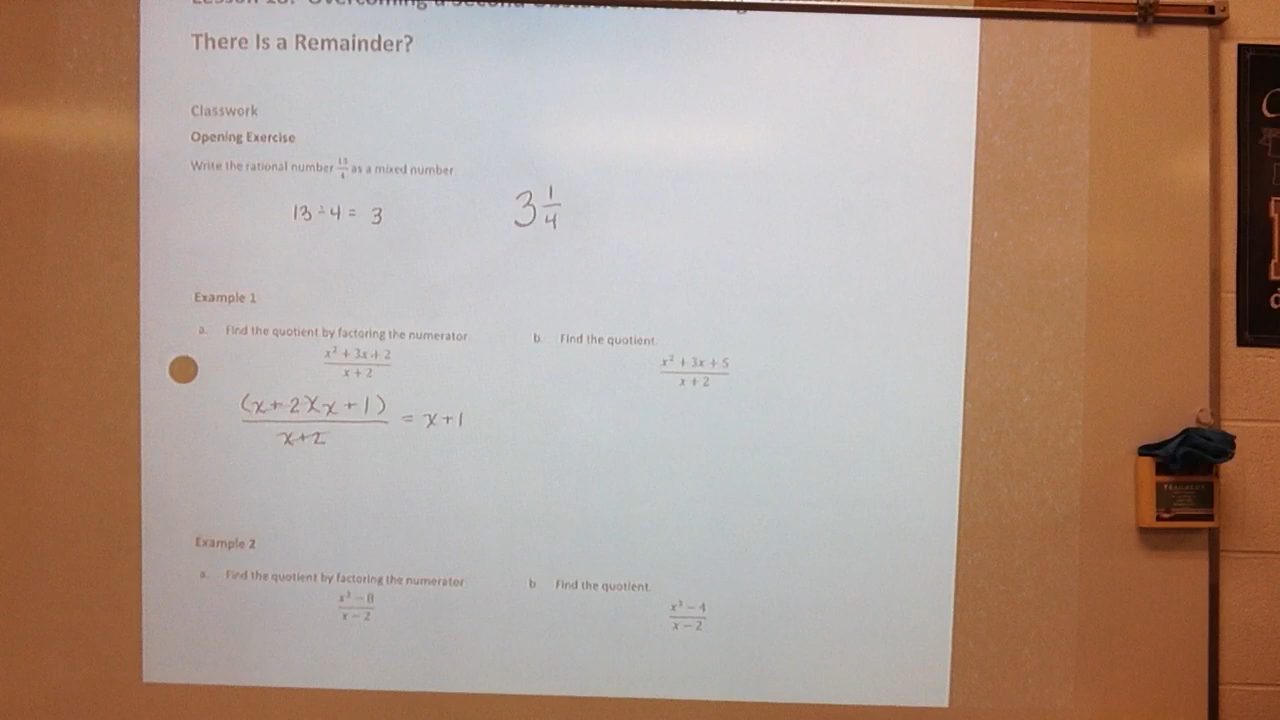 There Is a Remainder?
Classwork
Opening Exercise
Write the rational number 13/4 as a mixed number
13 ÷ 4 = 3
3 1/4
Example 1
a. Find the quotient by factoring the numerator
x² + 3x + 2 / x + 2
(x+2)(x+1) / x+2 = x+1
b. Find the quotient.
x² + 3x + 5 / x + 2
Example 2
a. Find the quotient by factoring the numerator
x³ − 8 / x − 2
b Find the quotient.
x³ − 4 / x − 2